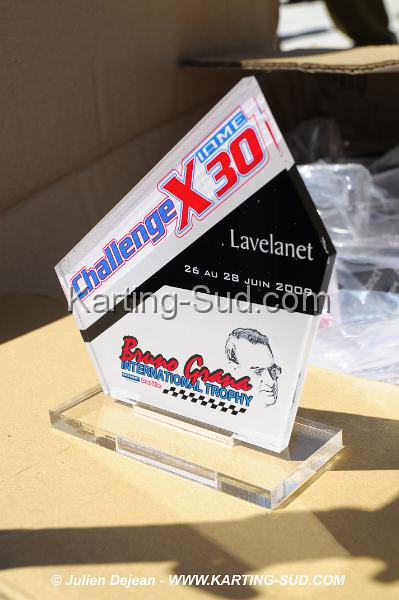 Challenge
X
IAME
30
Lavelanet
26 AU 28 JUIN 2009
Karting-Sud.com
Bruno Grana
INTERNATIONAL TROPHY
© Julien Dejean - WWW.KARTING-SUD.COM